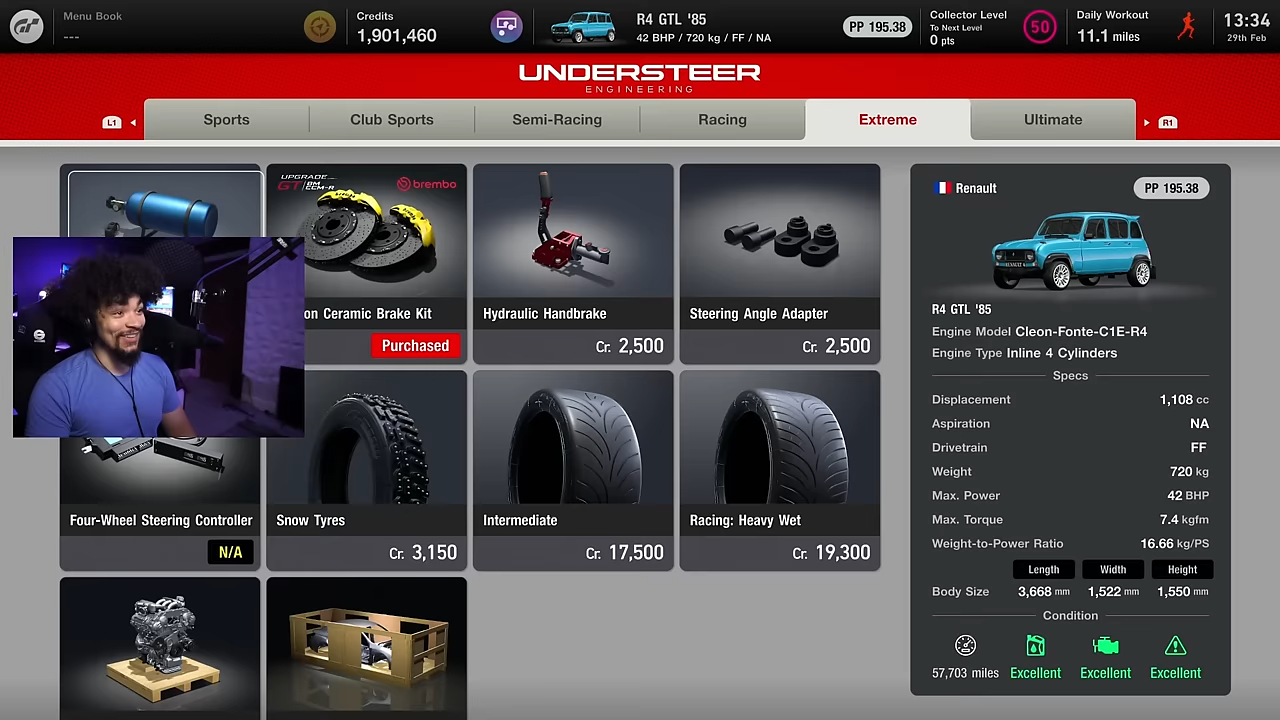 Menu Book
---
Credits
1,901,460
R4 GTL '85
42 BHP / 720 kg / FF / NA
PP 195.38
Collector Level
To Next Level
0 pts
50
Daily Workout
11.1 miles
13:34
29th Feb
UNDERSTEER
ENGINEERING
L1
Sports
Club Sports
Semi-Racing
Racing
Extreme
Ultimate
R1
UPGRADE
GT/BM
CCM-R
brembo
on Ceramic Brake Kit
Purchased
Hydraulic Handbrake
Cr. 2,500
Steering Angle Adapter
Cr. 2,500
Four-Wheel Steering Controller
N/A
Snow Tyres
Cr. 3,150
Intermediate
Cr. 17,500
Racing: Heavy Wet
Cr. 19,300
Renault
PP 195.38
R4 GTL '85
Engine Model Cleon-Fonte-C1E-R4
Engine Type Inline 4 Cylinders
Specs
Displacement 1,108 cc
Aspiration NA
Drivetrain FF
Weight 720 kg
Max. Power 42 BHP
Max. Torque 7.4 kgfm
Weight-to-Power Ratio 16.66 kg/PS
Length Width Height
Body Size 3,668 mm 1,522 mm 1,550 mm
Condition
57,703 miles Excellent Excellent Excellent